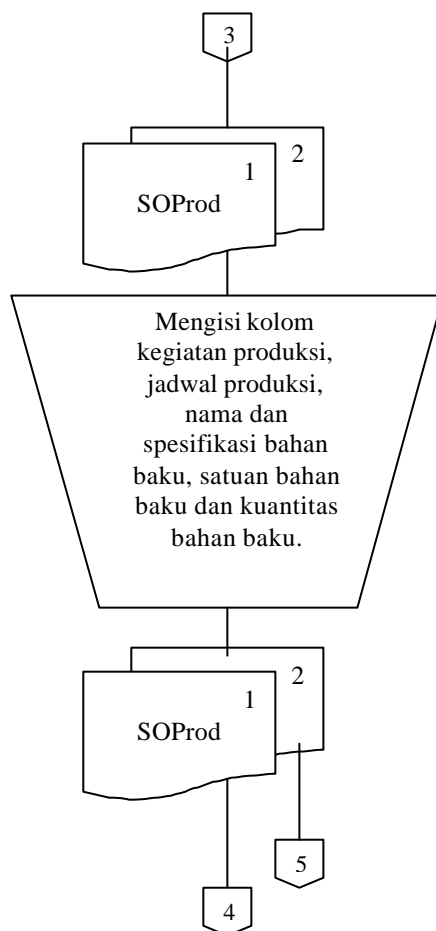 3
2
1
SOProd
Mengisi kolom
kegiatan produksi,
jadwal produksi,
nama dan
spesifikasi bahan
baku, satuan bahan
baku dan kuantitas
bahan baku.
2
1
SOProd
5
4